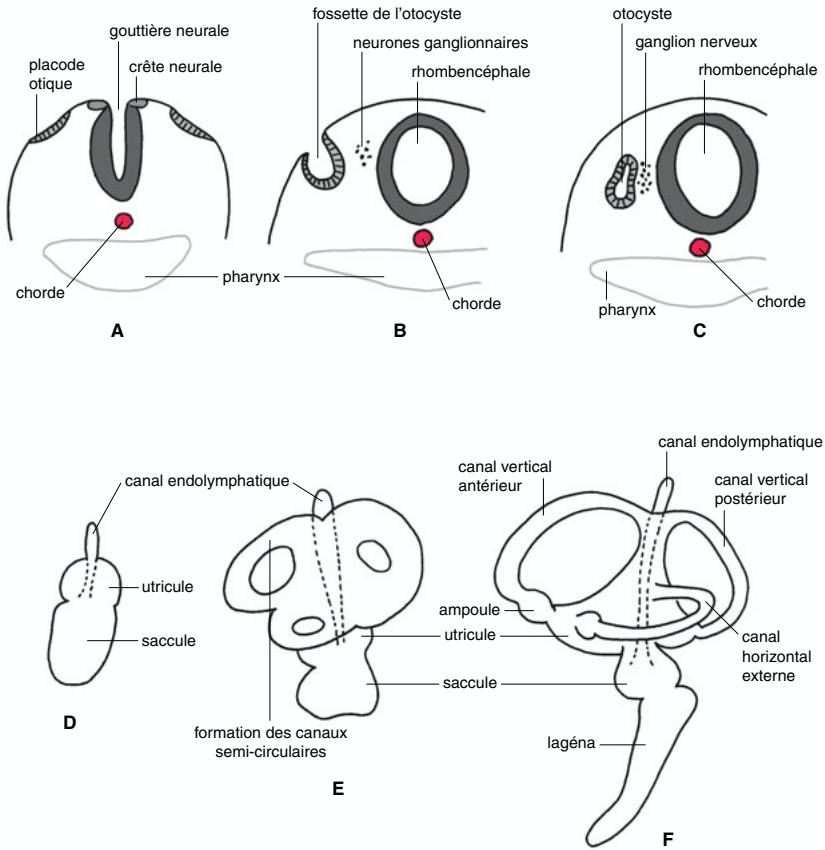 fossette de l’otocyste
otocyste
gouttière neurale
neurones ganglionnaires
ganglion nerveux
placode
otique
crête neurale
rhombencéphale
rhombencéphale
chorde
pharynx
chorde
pharynx
chorde
A
B
C
canal endolymphatique
canal endolymphatique
canal vertical
antérieur
canal vertical
postérieur
utricule
saccule
ampoule
utricule
canal
horizontal
externe
saccule
formation des canaux
semi-circulaires
lagéna
D
E
F